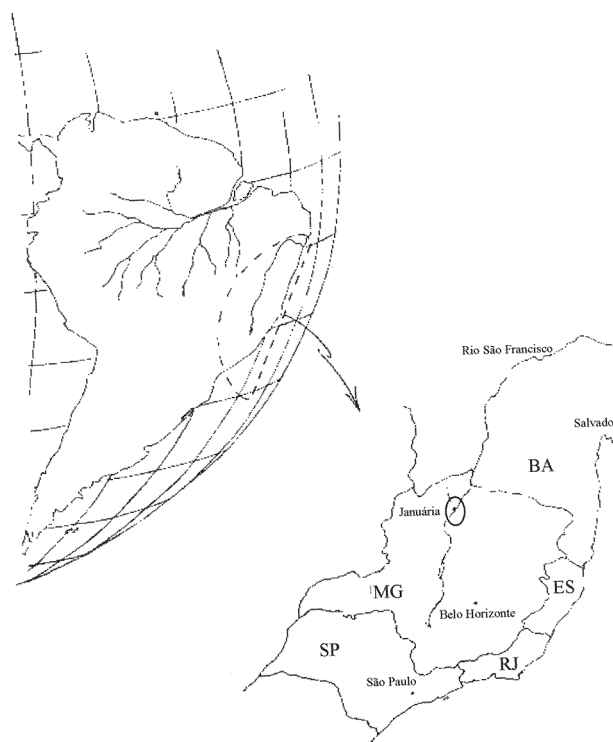 Rio São Francisco
Salvado
BA
Januária
MG
ES
Belo Horizonte
SP
RJ
São Paulo